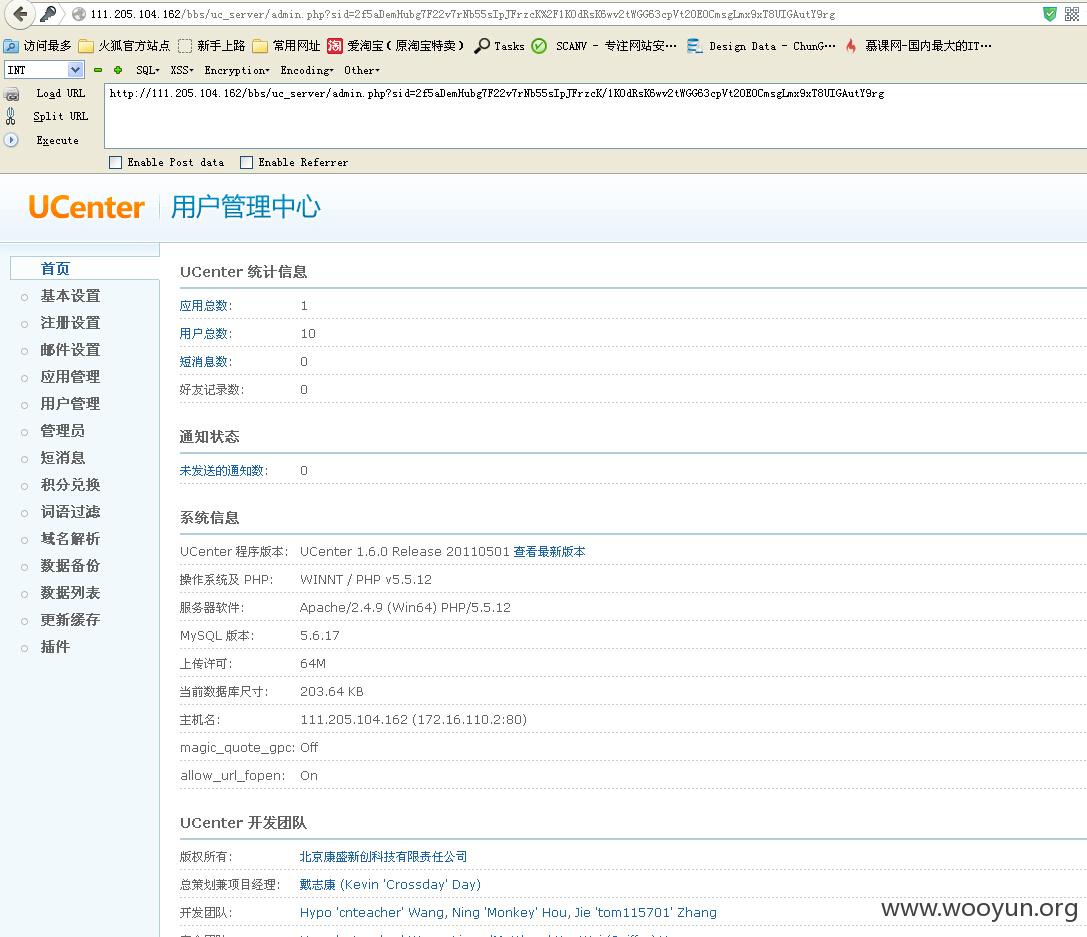 111.205.104.162/bbs/uc_server/admin.php?sid=2f5aDemHubg7F22v7rNb55sIpJFrzcK%2F1KOdRsK6wv2tWGG63cpVt2OEOCmsgLmx9xT8UIGAutY9rg
访问最多 火狐官方站点 新手上路 常用网址 淘 爱淘宝(原淘宝特卖) Tasks SCANV - 专注网站安… Design Data - ChunG… 慕课网-国内最大的IT…
INT SQL XSS Encryption Encoding Other
Load URL http://111.205.104.162/bbs/uc_server/admin.php?sid=2f5aDemHubg7F22v7rNb55sIpJFrzcK/1KOdRsK6wv2tWGG63cpVt2OEOCmsgLmx9xT8UIGAutY9rg
Split URL
Execute
Enable Post data Enable Referrer
UCenter 用户管理中心
首页
基本设置
注册设置
邮件设置
应用管理
用户管理
管理员
短消息
积分兑换
词语过滤
域名解析
数据备份
数据列表
更新缓存
插件
UCenter 统计信息
应用总数: 1
用户总数: 10
短消息数: 0
好友记录数: 0
通知状态
未发送的通知数: 0
系统信息
UCenter 程序版本: UCenter 1.6.0 Release 20110501 查看最新版本
操作系统及 PHP: WINNT / PHP v5.5.12
服务器软件: Apache/2.4.9 (Win64) PHP/5.5.12
MySQL 版本: 5.6.17
上传许可: 64M
当前数据库尺寸: 203.64 KB
主机名: 111.205.104.162 (172.16.110.2:80)
magic_quote_gpc: Off
allow_url_fopen: On
UCenter 开发团队
版权所有: 北京康盛新创科技有限责任公司
总策划兼项目经理: 戴志康 (Kevin 'Crossday' Day)
开发团队: Hypo 'cnteacher' Wang, Ning 'Monkey' Hou, Jie 'tom115701' Zhang
www.wooyun.org